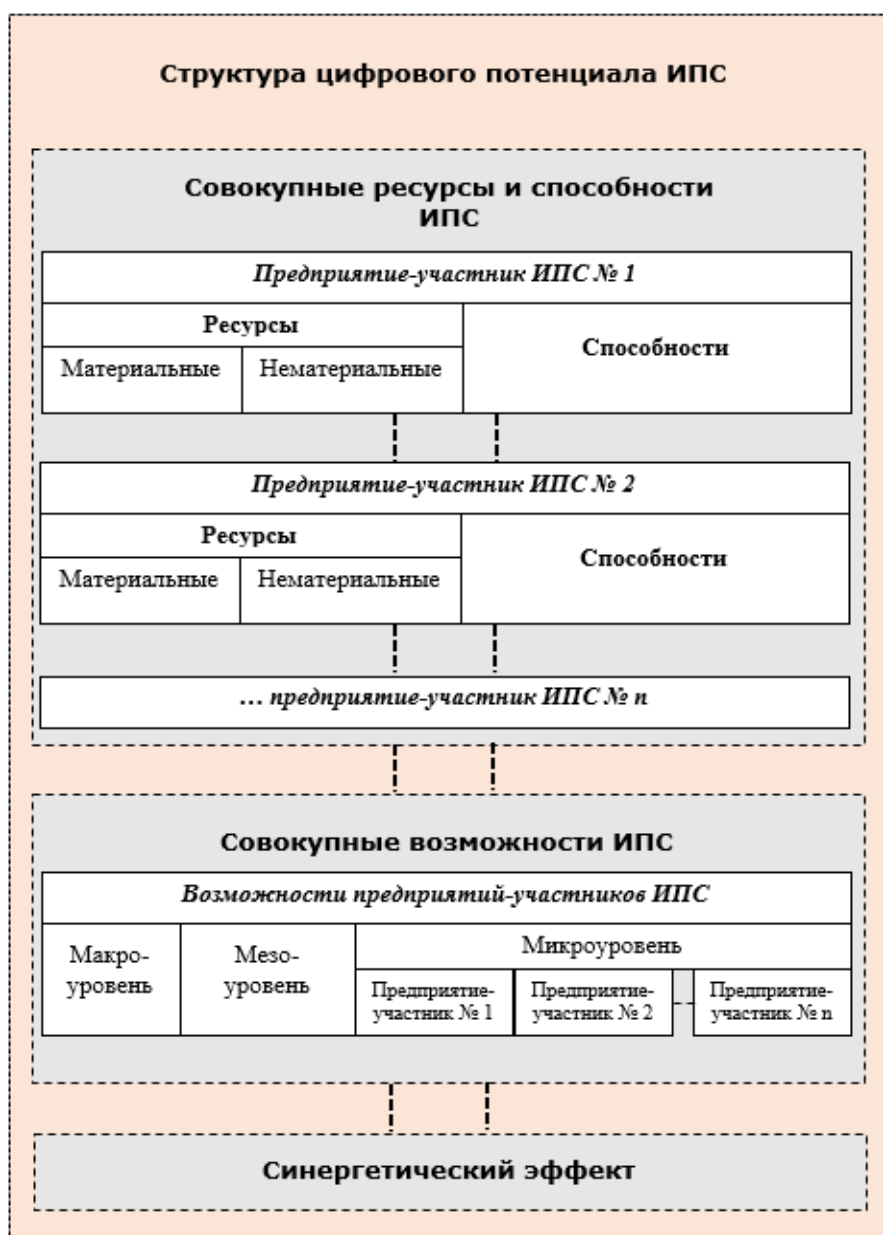 Структура цифрового потенциала ИПС
Совокупные ресурсы и способности
ИПС
Предприятие-участник ИПС № 1
Ресурсы
Способности
Материальные
Нематериальные
Предприятие-участник ИПС № 2
Ресурсы
Способности
Материальные
Нематериальные
... предприятие-участник ИПС № n
Совокупные возможности ИПС
Возможности предприятий-участников ИПС
Макро-
уровень
Мезо-
уровень
Микроуровень
Предприятие-
участник № 1
Предприятие-
участник № 2
Предприятие-
участник № n
Синергетический эффект